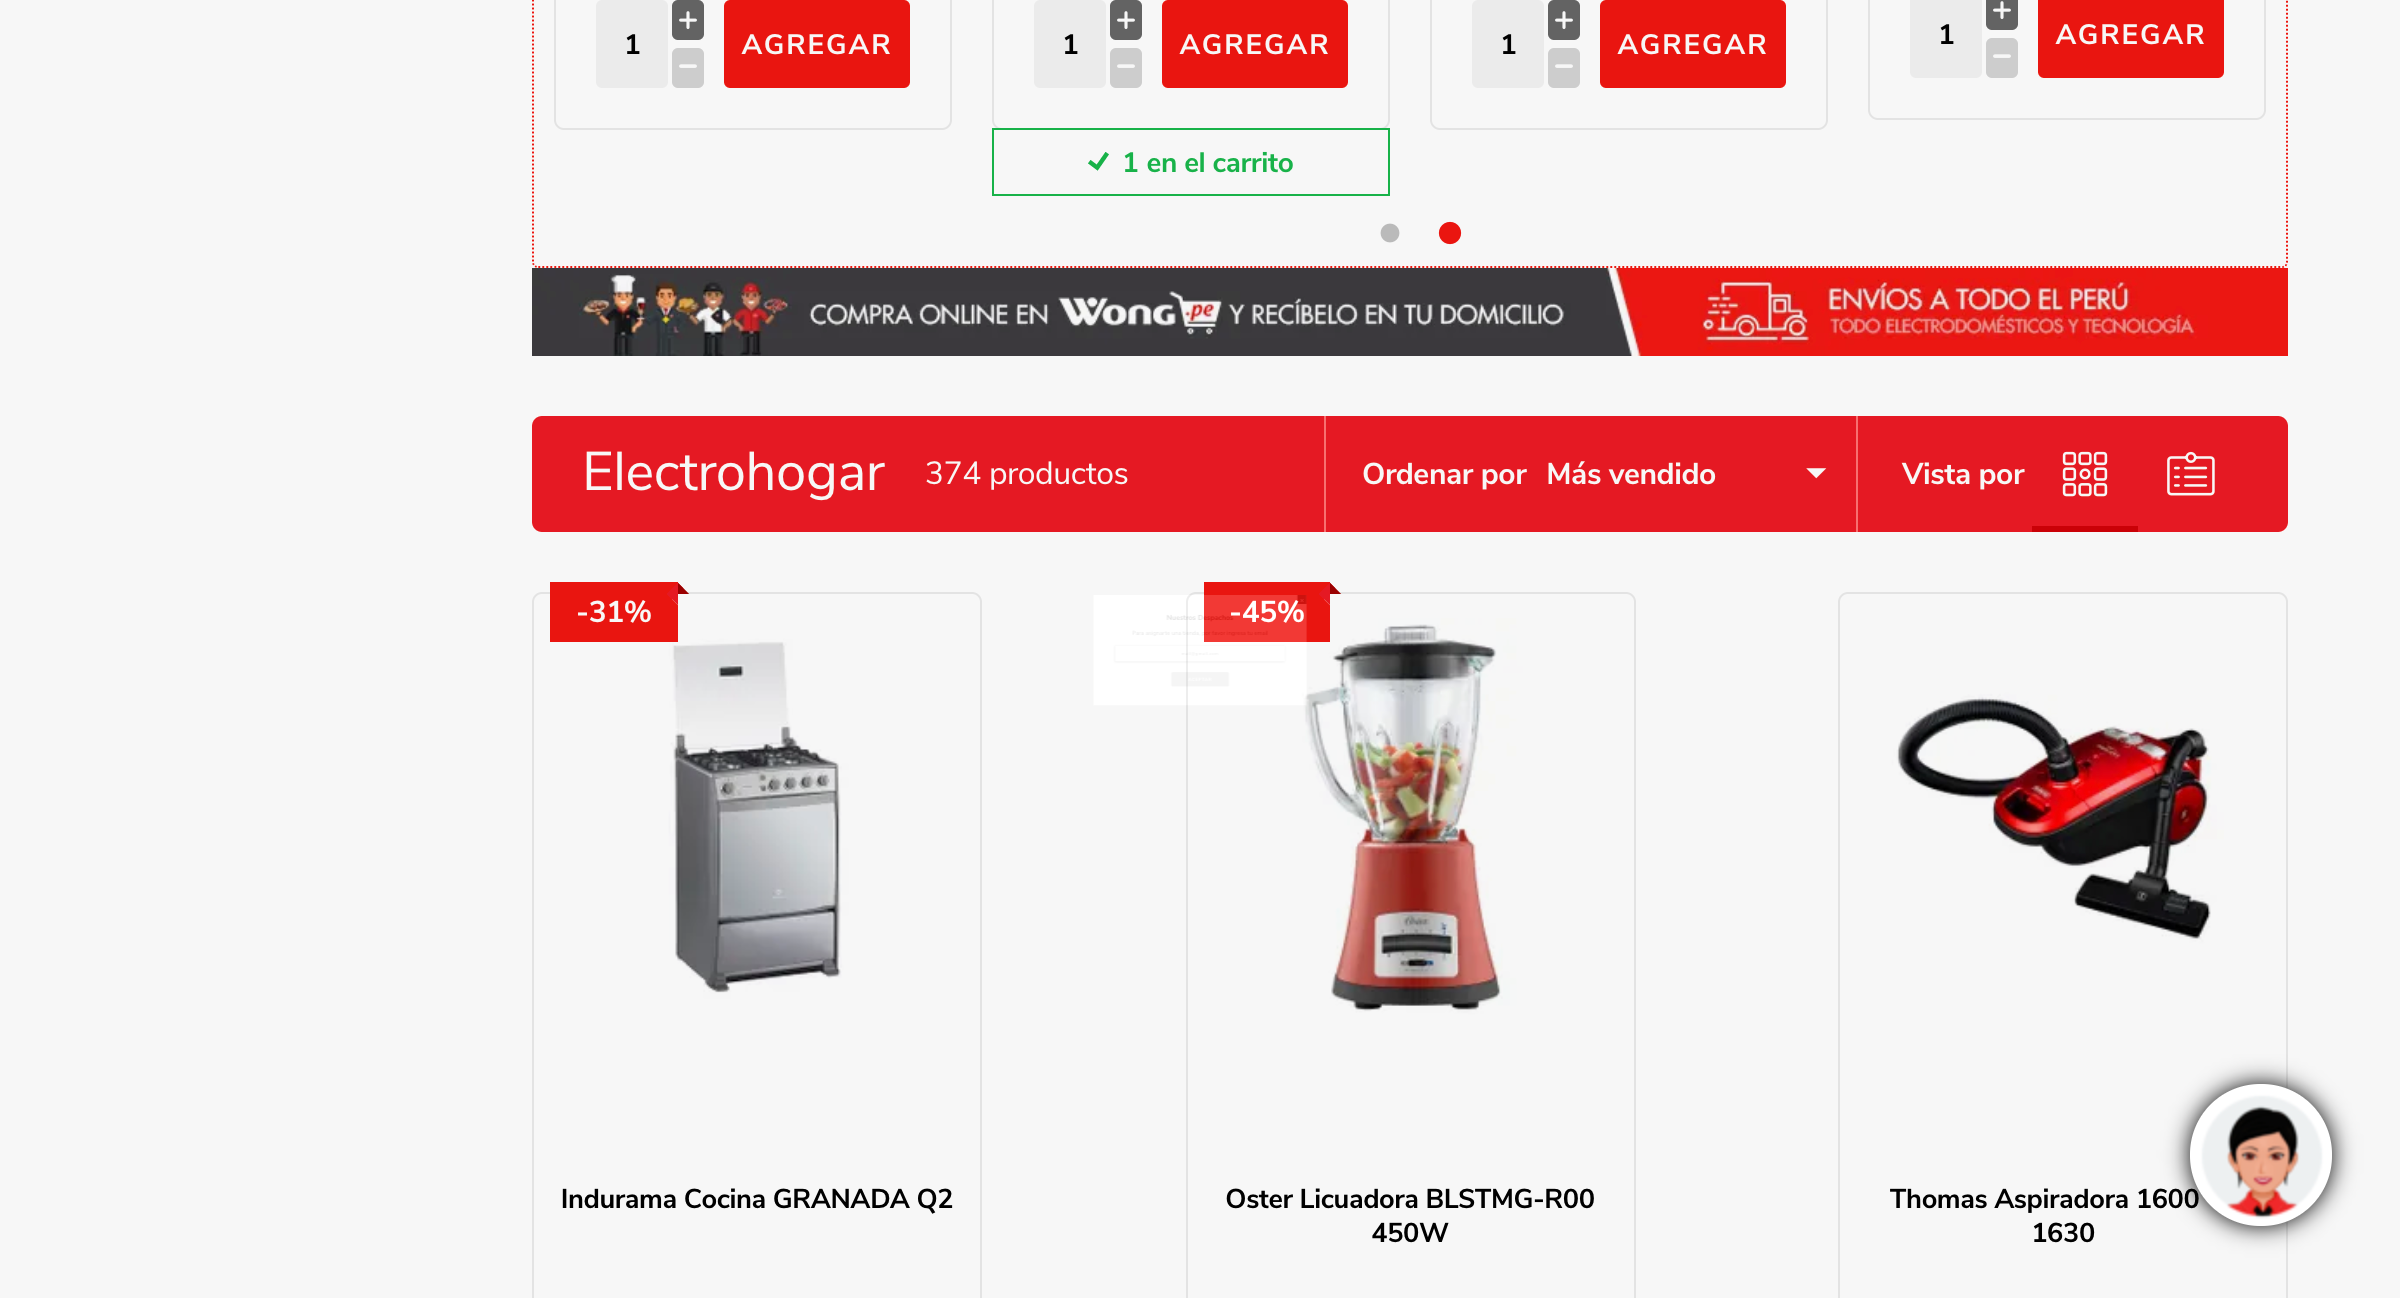 1 + − AGREGAR 1 + − AGREGAR 1 + − AGREGAR 1 + − AGREGAR
1 en el carrito
COMPRA ONLINE EN Wong.pe Y RECÍBELO EN TU DOMICILIO
ENVÍOS A TODO EL PERÚ
TODO ELECTRODOMÉSTICOS Y TECNOLOGÍA
Electrohogar 374 productos Ordenar por Más vendido Vista por
-31%
-45%
Indurama Cocina GRANADA Q2
Oster Licuadora BLSTMG-R00
450W
Thomas Aspiradora 1600
1630